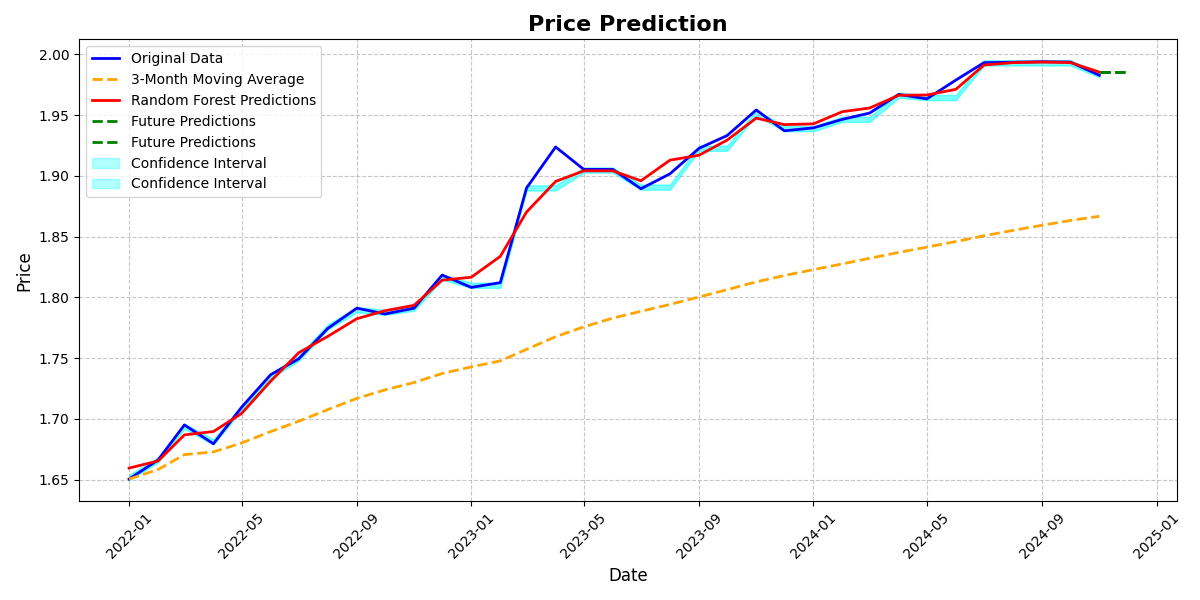 Price Prediction
Original Data
3-Month Moving Average
Random Forest Predictions
Future Predictions
Future Predictions
Confidence Interval
Confidence Interval
2.00
1.95
1.90
1.85
1.80
1.75
1.70
1.65
Price
2022-01
2022-05
2022-09
2023-01
2023-05
2023-09
2024-01
2024-05
2024-09
2025-01
Date